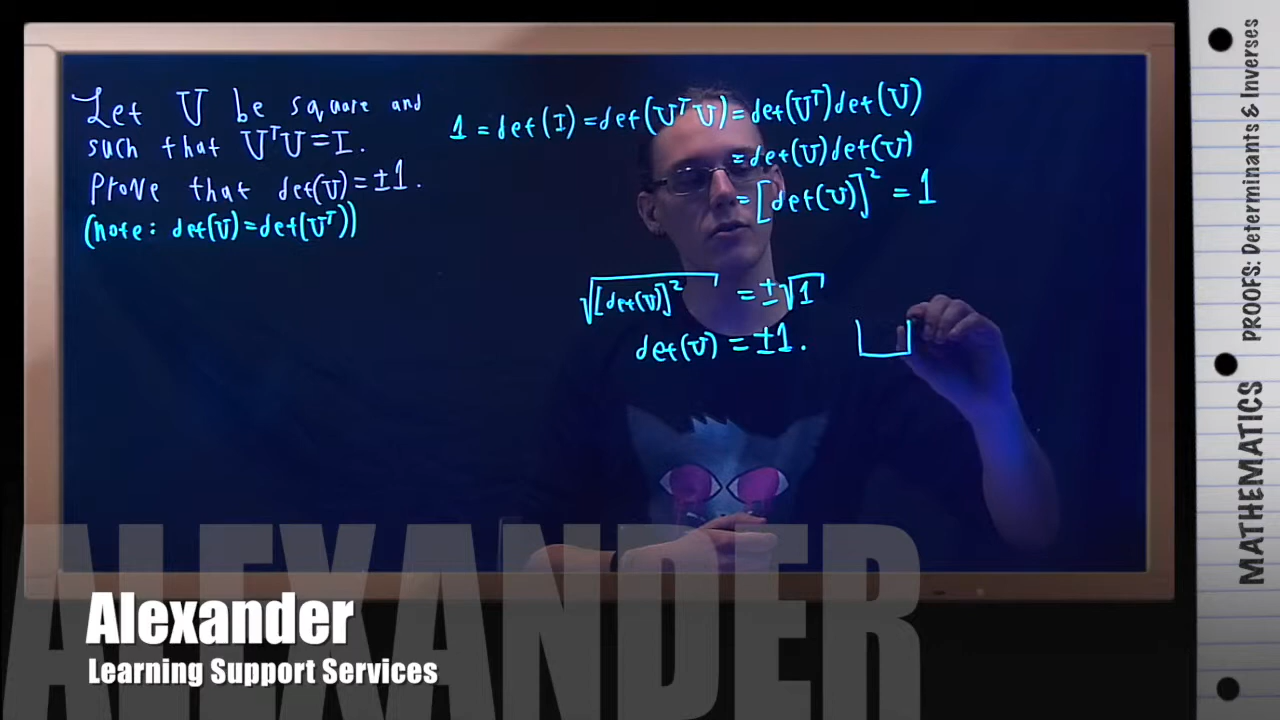 Let U be square and
such that UᵀU = I.
Prove that det(U) = ±1.
(note: det(U) = det(Uᵀ))
1 = det(I) = det(UᵀU) = det(Uᵀ)det(U)
= det(U)det(U)
= [det(U)]² = 1
√[det(U)]² = ±√1
det(U) = ±1.
ALEXANDER
Alexander
Learning Support Services
MATHEMATICS PROOFS: Determinants & Inverses